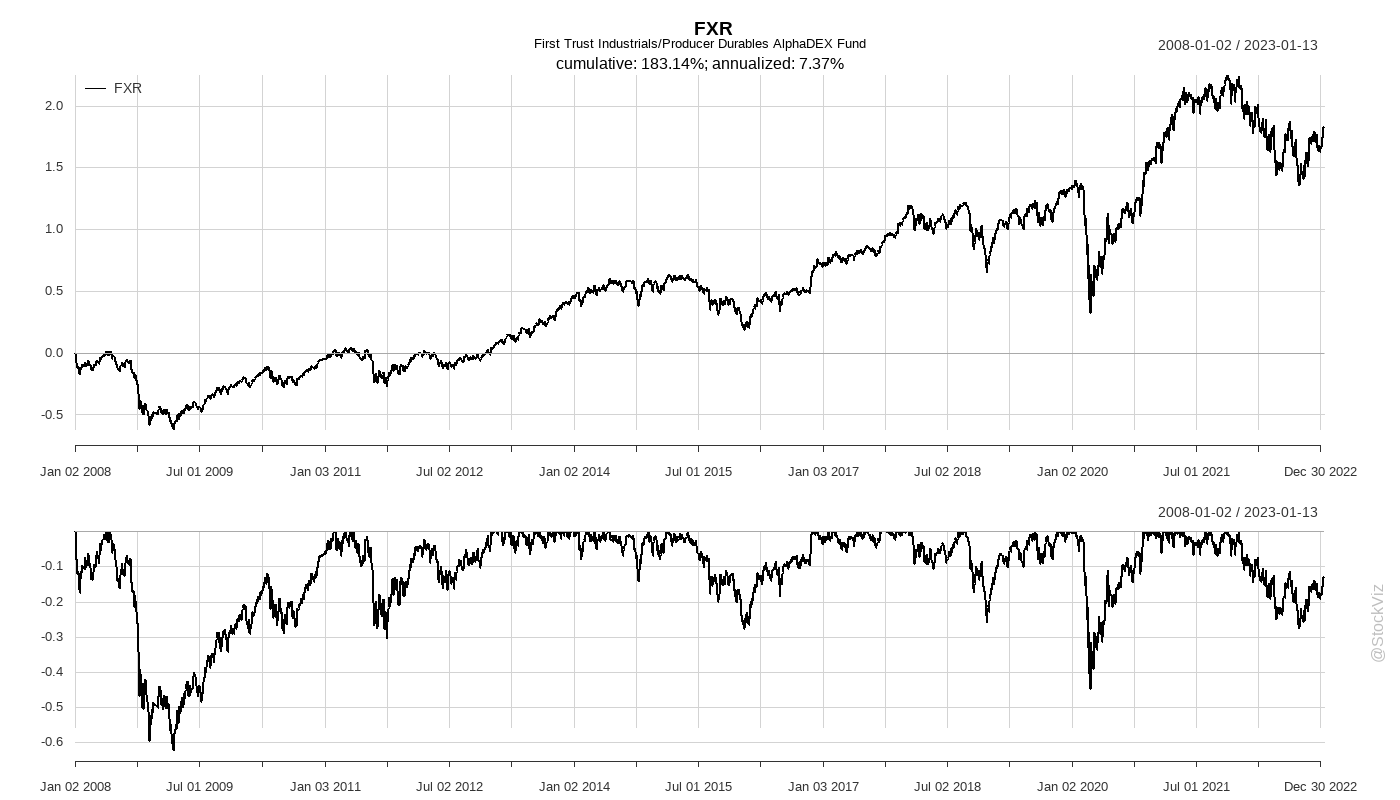 FXR
First Trust Industrials/Producer Durables AlphaDEX Fund
2008-01-02 / 2023-01-13
cumulative: 183.14%; annualized: 7.37%
FXR
2.0
1.5
1.0
0.5
0.0
-0.5
Jan 02 2008 Jul 01 2009 Jan 03 2011 Jul 02 2012 Jan 02 2014 Jul 01 2015 Jan 03 2017 Jul 02 2018 Jan 02 2020 Jul 01 2021 Dec 30 2022
2008-01-02 / 2023-01-13
-0.1
-0.2
-0.3
-0.4
-0.5
-0.6
Jan 02 2008 Jul 01 2009 Jan 03 2011 Jul 02 2012 Jan 02 2014 Jul 01 2015 Jan 03 2017 Jul 02 2018 Jan 02 2020 Jul 01 2021 Dec 30 2022
@StockViz